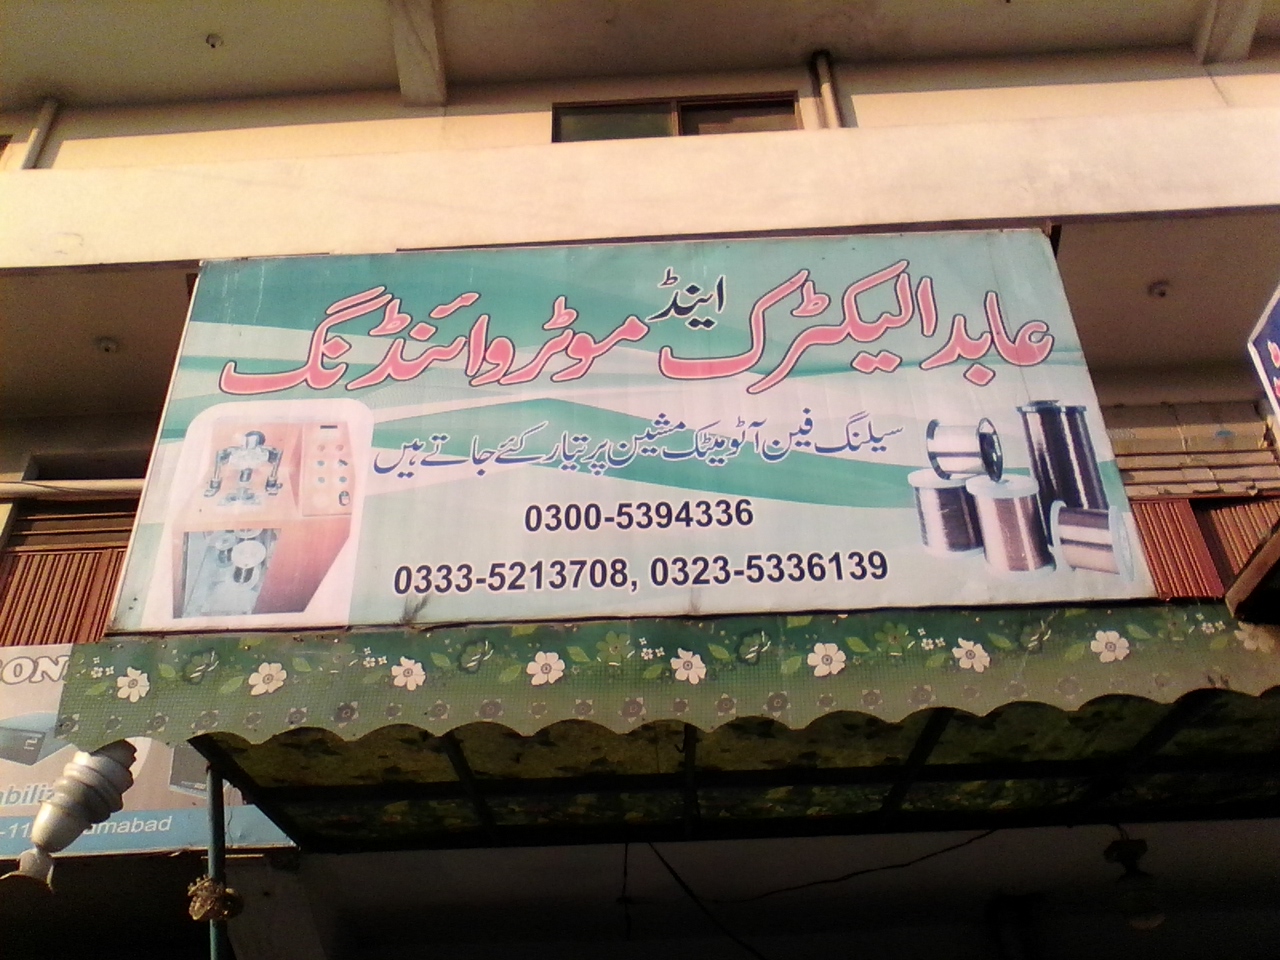 عابد الیکٹرک اینڈ موٹر وائنڈنگ
سیلنگ فین آٹومیٹک مشین پر تیار کئے جاتے ہیں
0300-5394336
0333-5213708, 0323-5336139